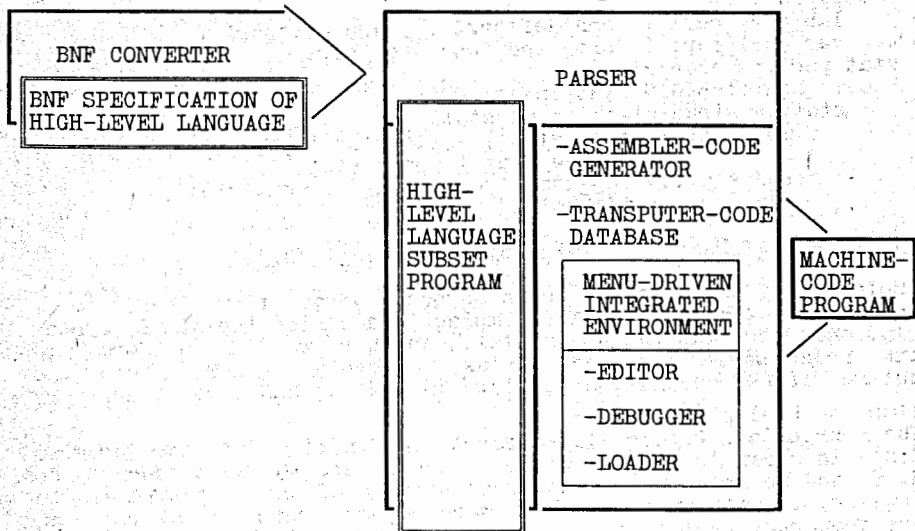 BNF CONVERTER
BNF SPECIFICATION OF
HIGH-LEVEL LANGUAGE
PARSER
HIGH-
LEVEL
LANGUAGE
SUBSET
PROGRAM
-ASSEMBLER-CODE
GENERATOR
-TRANSPUTER-CODE
DATABASE
MENU-DRIVEN
INTEGRATED
ENVIRONMENT
-EDITOR
-DEBUGGER
-LOADER
MACHINE-
CODE
PROGRAM